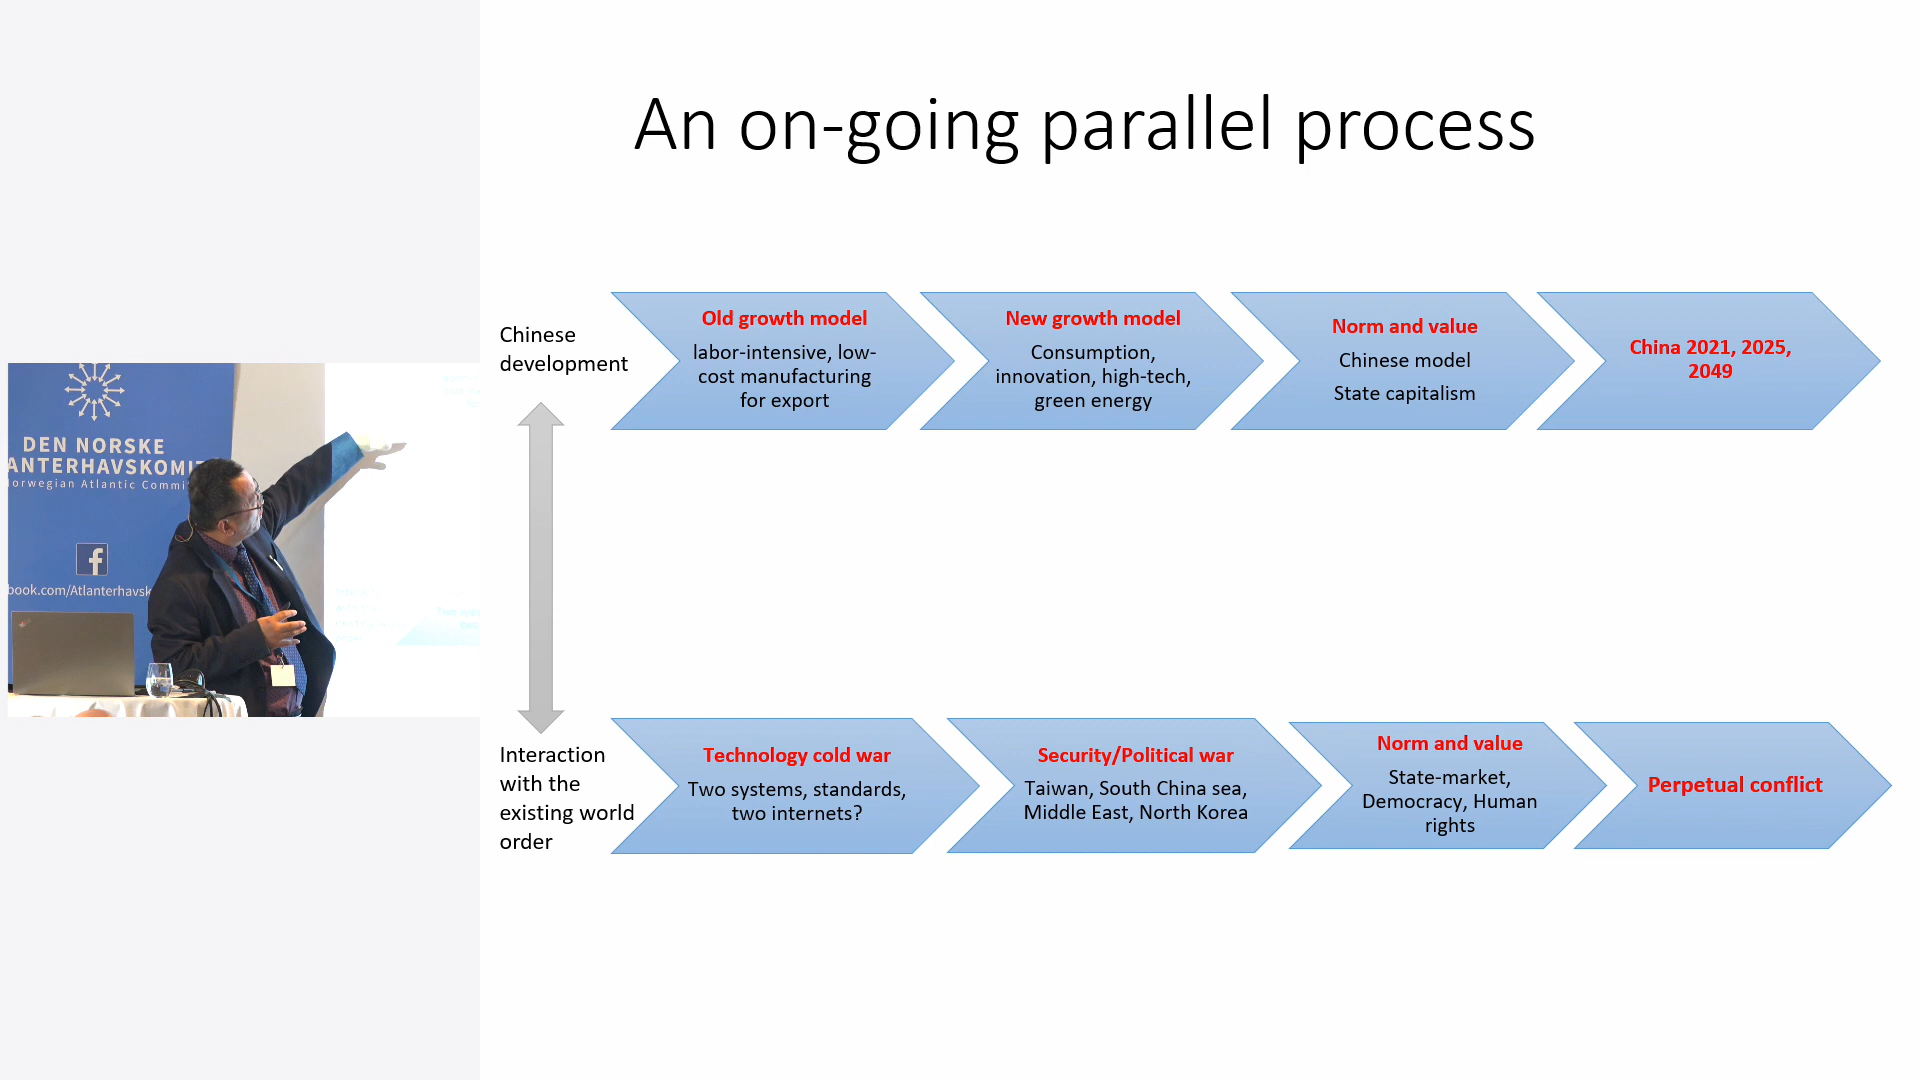 An on-going parallel process
Chinese
development
Old growth model
labor-intensive, low-
cost manufacturing
for export
New growth model
Consumption,
innovation, high-tech,
green energy
Norm and value
Chinese model
State capitalism
China 2021, 2025,
2049
Interaction
with the
existing world
order
Technology cold war
Two systems, standards,
two internets?
Security/Political war
Taiwan, South China sea,
Middle East, North Korea
Norm and value
State-market,
Democracy, Human
rights
Perpetual conflict
DEN NORSKE
ANTERHAVSKOMIT
orwegian Atlantic Commi
f
book.com/Atlanterhavsk